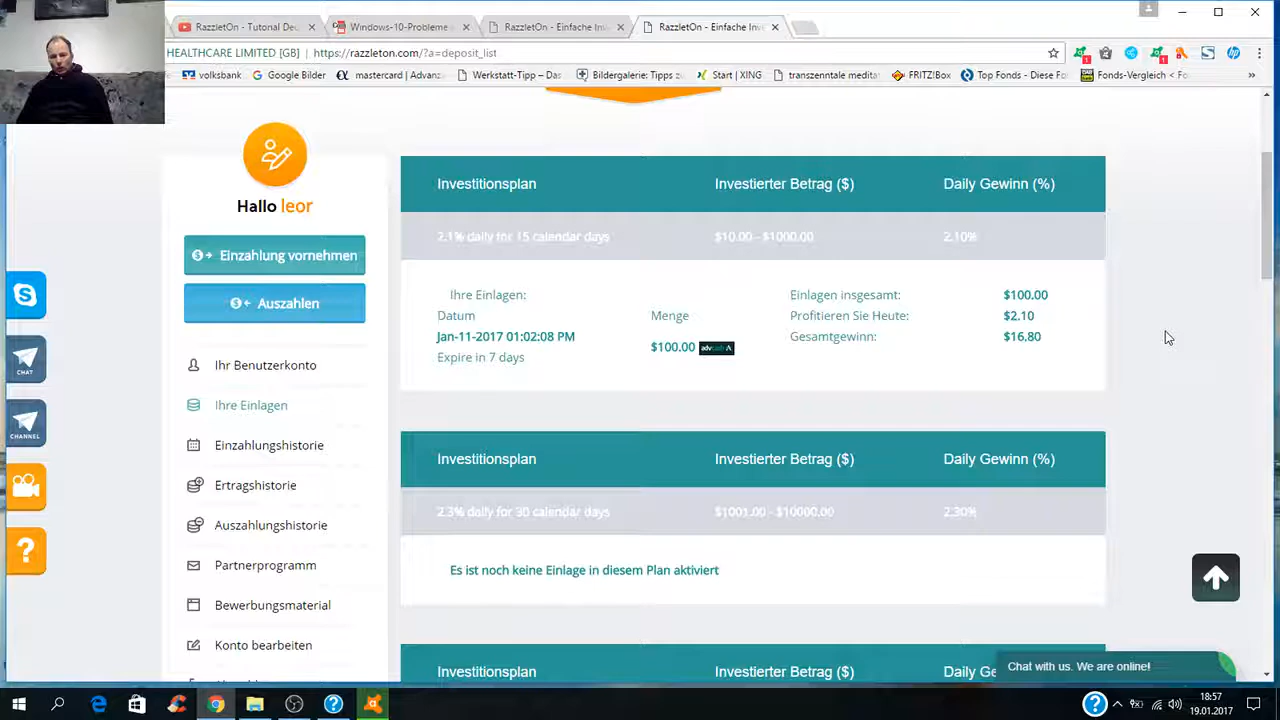 RazzletOn - Tutorial De
Windows-10-Probleme
RazzletOn - Einfache Inv
RazzletOn - Einfache Inv
HEALTHCARE LIMITED [GB]
https://razzleton.com/?a=deposit_list
volksbank
Google Bilder
mastercard | Advanc
Werkstatt-Tipp – Das
Bildergalerie: Tipps zu
Start | XING
transzenntale medita
FRITZ!Box
Top Fonds - Diese Fo
Fonds-Vergleich < Fo
»
Hallo leor
Einzahlung vornehmen
Auszahlen
Ihr Benutzerkonto
Ihre Einlagen
Einzahlungshistorie
Ertragshistorie
Auszahlungshistorie
Partnerprogramm
Bewerbungsmaterial
Konto bearbeiten
CHAT
CHANNEL
?
Investitionsplan Investierter Betrag ($) Daily Gewinn (%)
2.1% daily for 15 calendar days $10.00 - $1000.00 2.10%
Ihre Einlagen: Einlagen insgesamt: $100.00
Datum Menge Profitieren Sie Heute: $2.10
Jan-11-2017 01:02:08 PM $100.00 advcash Gesamtgewinn: $16.80
Expire in 7 days
Investitionsplan Investierter Betrag ($) Daily Gewinn (%)
2.3% daily for 30 calendar days $1001.00 - $10000.00 2.30%
Es ist noch keine Einlage in diesem Plan aktiviert
Investitionsplan Investierter Betrag ($) Daily Ge
Chat with us. We are online!
18:57
19.01.2017